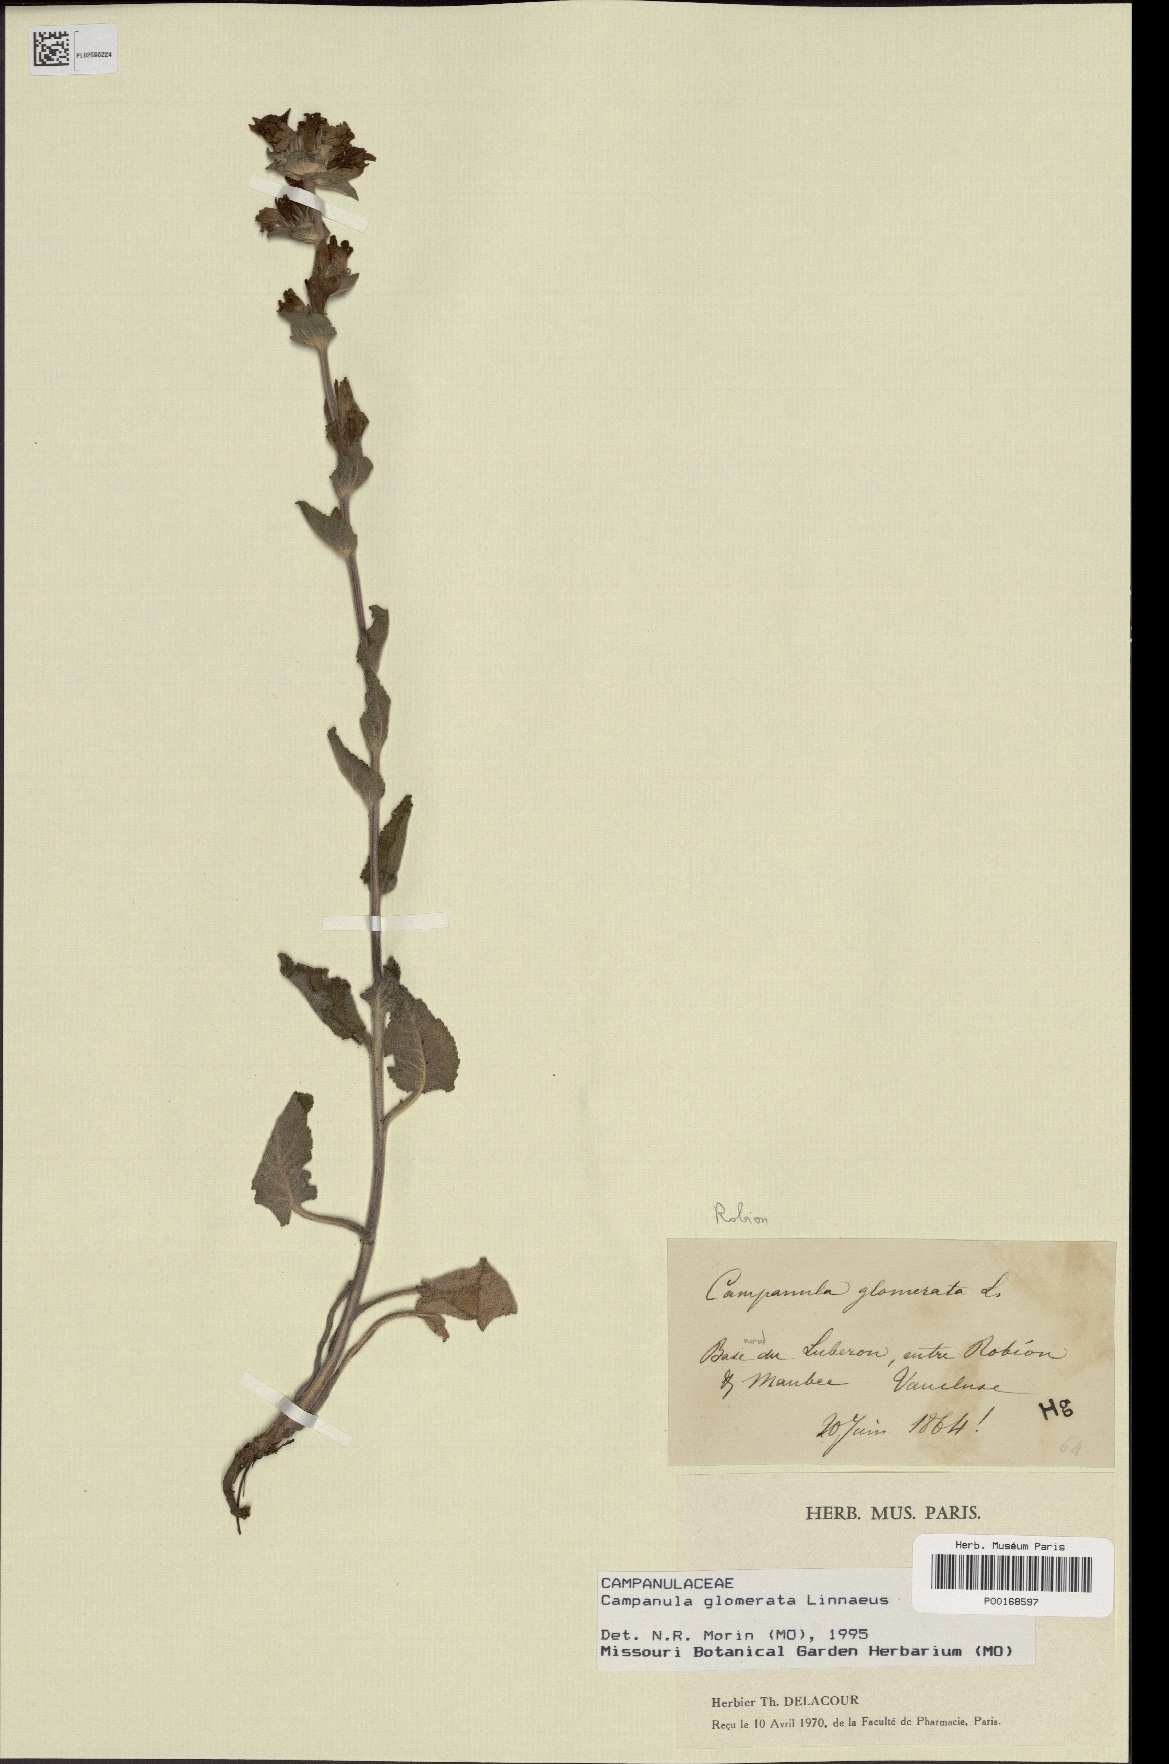 P102586224
Robion
Campanula glomerata L.
nord
Base du Luberon, entre Robion
& Maubec Vaucluse
20 Juin 1864!
Hg
64
HERB. MUS. PARIS.
Herb. Muséum Paris
P00168597
CAMPANULACEAE
Campanula glomerata Linnaeus
Det. N.R. Morin (MO), 1995
Missouri Botanical Garden Herbarium (MO)
Herbier Th. DELACOUR
Reçu le 10 Avril 1970, de la Faculté de Pharmacie, Paris.